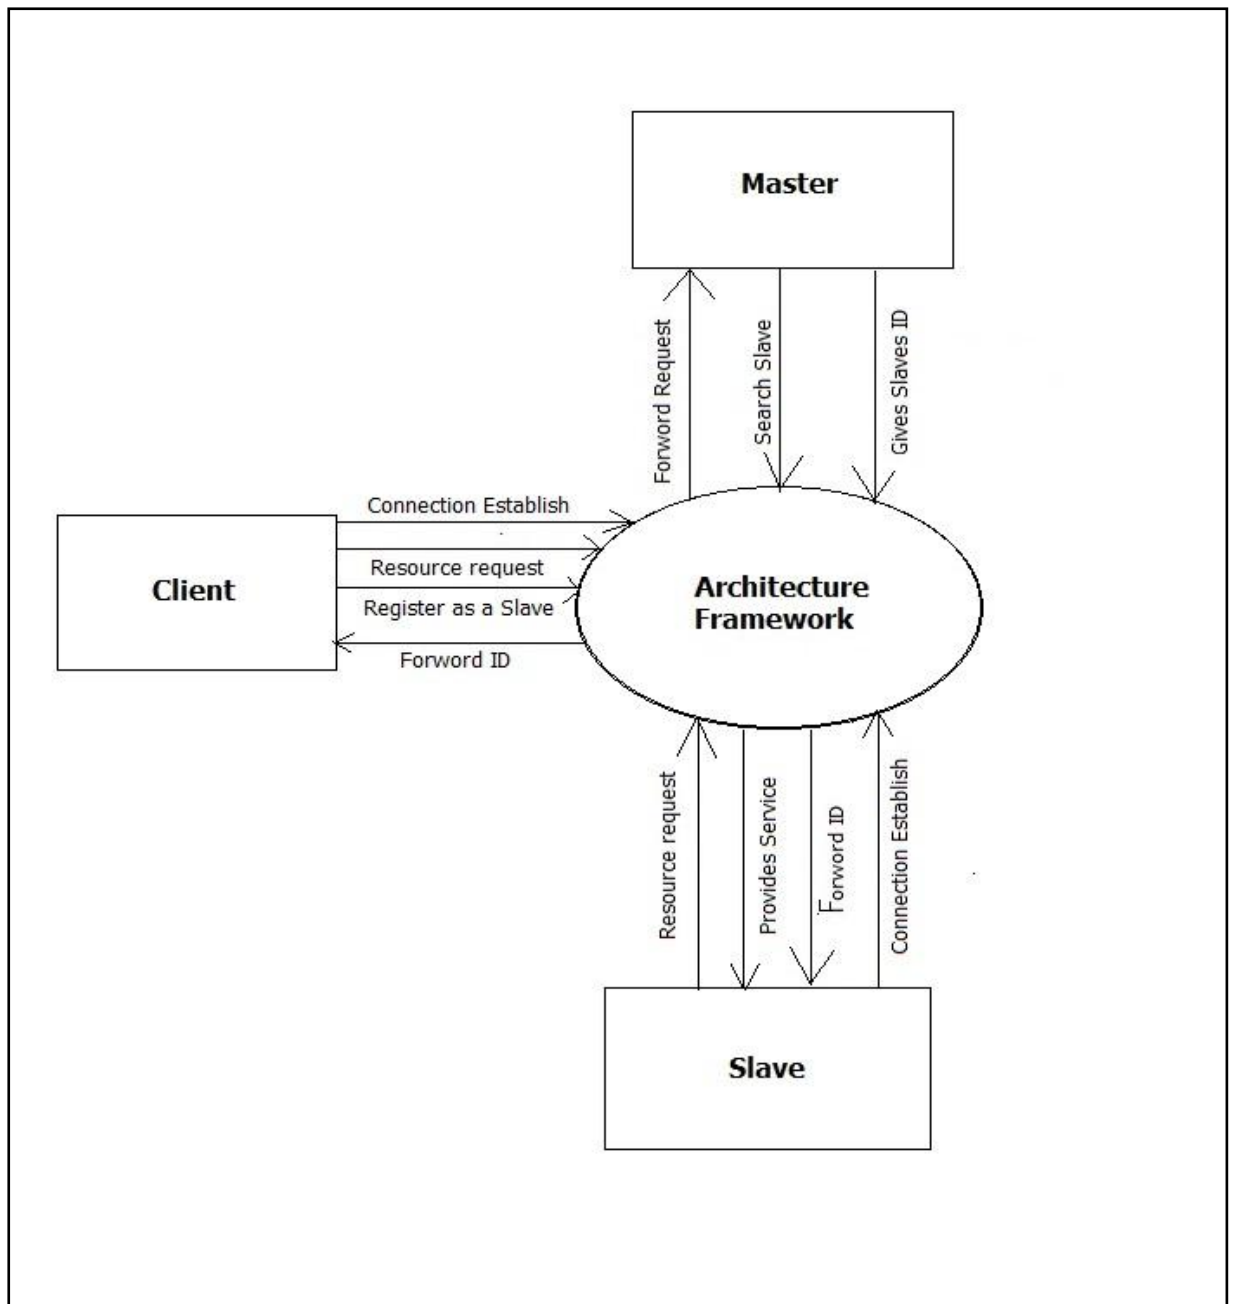 Master
Forword Request
Search Slave
Gives Slaves ID
Connection Establish
Resource request
Register as a Slave
Forword ID
Client
Architecture
Framework
Resource request
Provides Service
Forword ID
Connection Establish
Slave